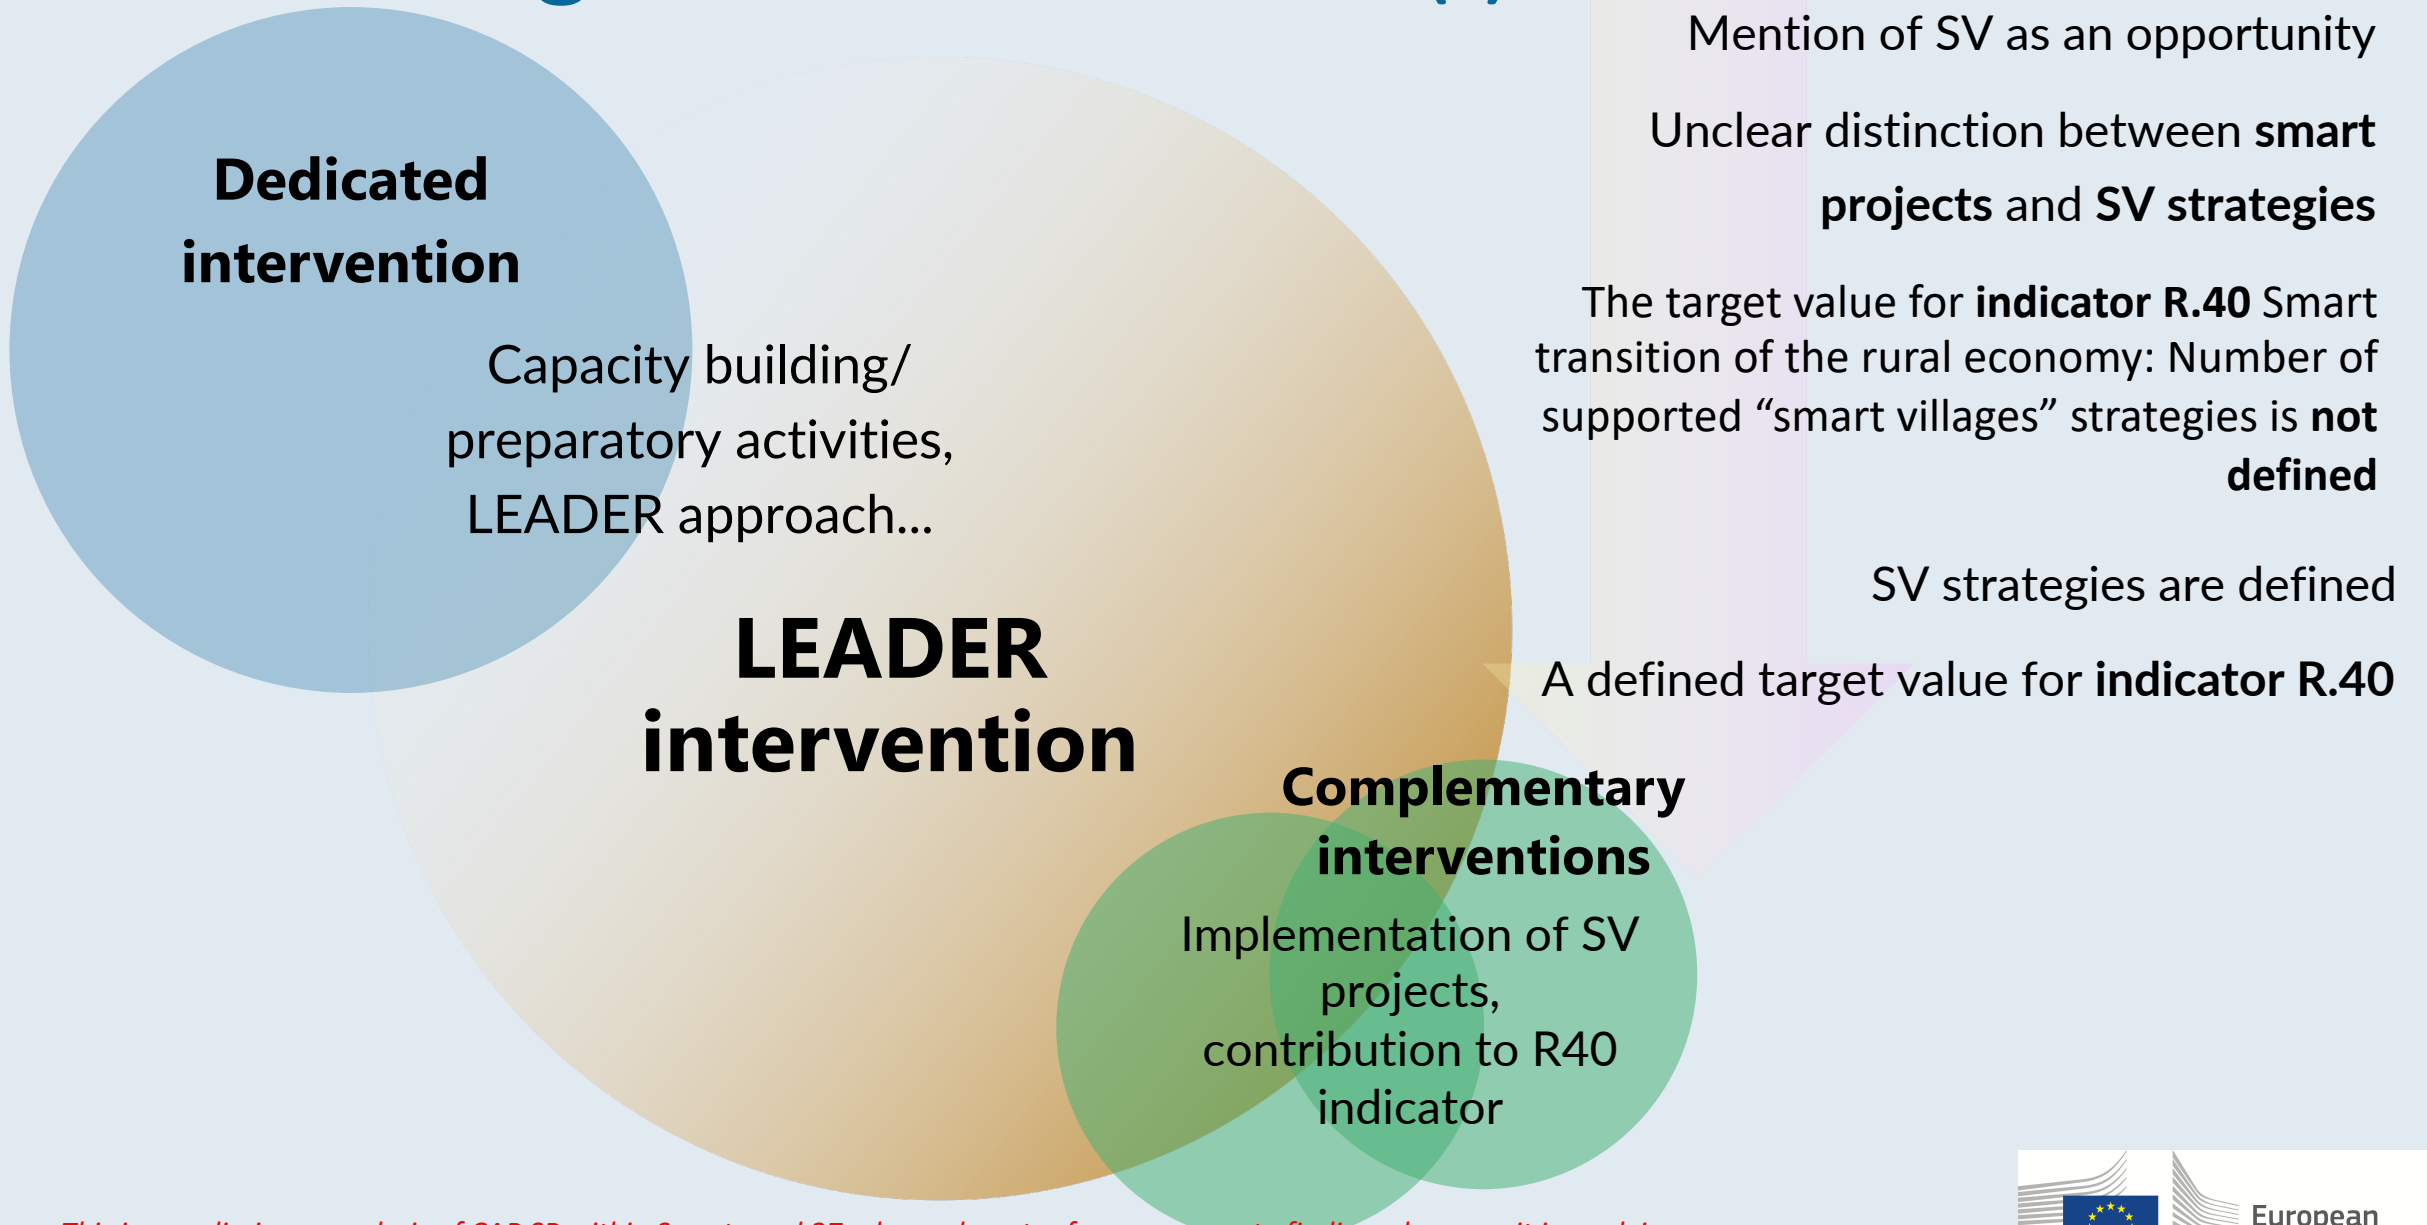 Dedicated
intervention
Capacity building/
preparatory activities,
LEADER approach...
LEADER
intervention
Complementary
interventions
Implementation of SV
projects,
contribution to R40
indicator
Mention of SV as an opportunity
Unclear distinction between smart
projects and SV strategies
The target value for indicator R.40 Smart
transition of the rural economy: Number of
supported “smart villages” strategies is not
defined
SV strategies are defined
A defined target value for indicator R.40
European